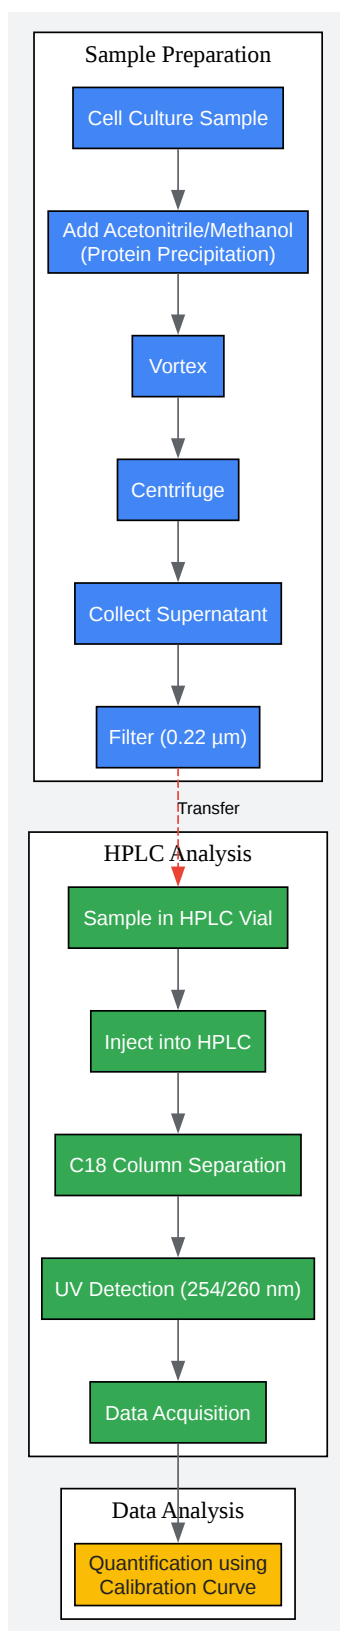 Sample Preparation
Cell Culture Sample
Add Acetonitrile/Methanol
(Protein Precipitation)
Vortex
Centrifuge
Collect Supernatant
Filter (0.22 µm)
Transfer
HPLC Analysis
Sample in HPLC Vial
Inject into HPLC
C18 Column Separation
UV Detection (254/260 nm)
Data Acquisition
Data Analysis
Quantification using
Calibration Curve